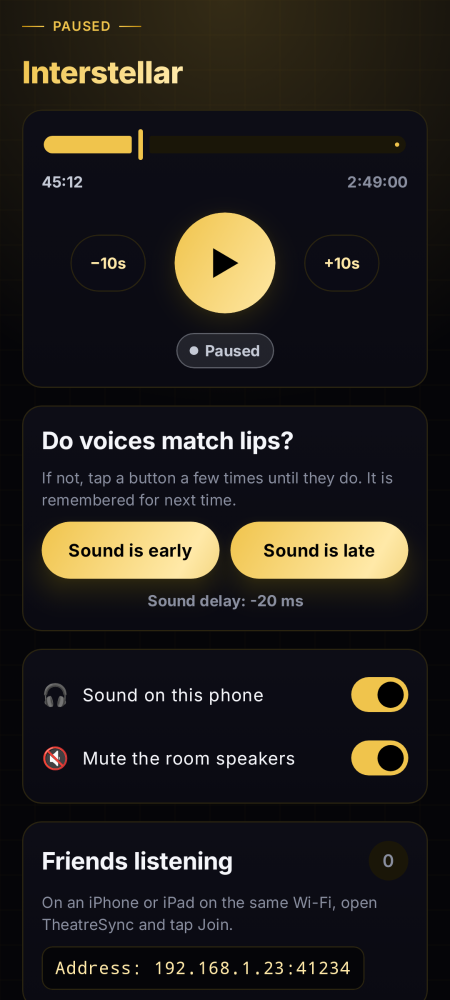 PAUSED
Interstellar
45:12 2:49:00
−10s +10s
Paused
Do voices match lips?
If not, tap a button a few times until they do. It is
remembered for next time.
Sound is early Sound is late
Sound delay: -20 ms
Sound on this phone
Mute the room speakers
Friends listening 0
On an iPhone or iPad on the same Wi-Fi, open
TheatreSync and tap Join.
Address: 192.168.1.23:41234